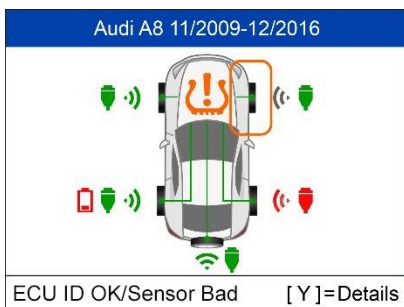 Audi A8 11/2009-12/2016
ECU ID OK/Sensor Bad [Y]=Details